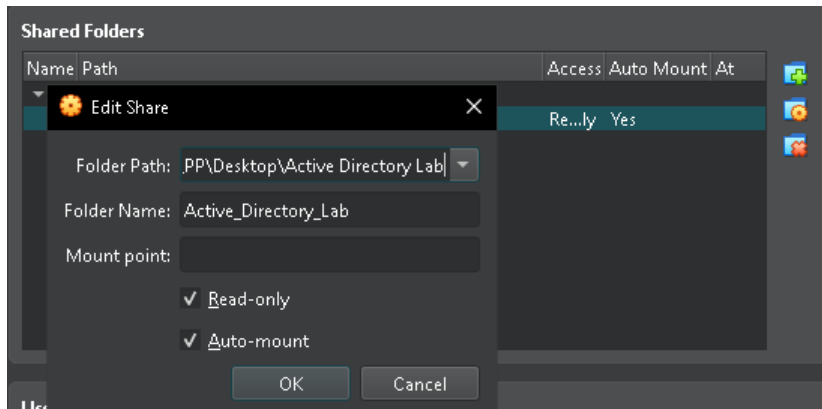 Shared Folders
Name Path Access Auto Mount At
Edit Share
Re...ly Yes
Folder Path: PP\Desktop\Active Directory Lab
Folder Name: Active_Directory_Lab
Mount point:
Read-only
Auto-mount
OK Cancel